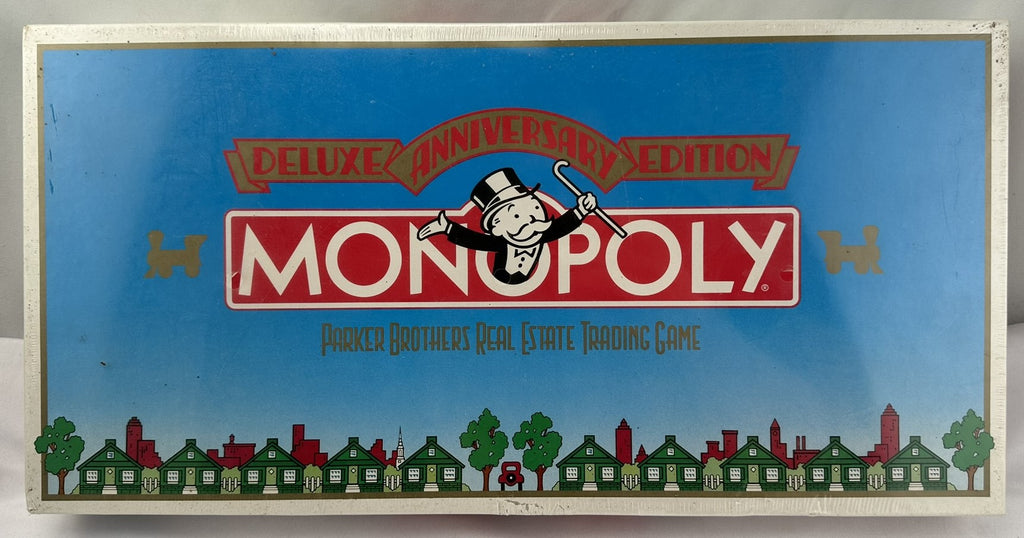 DELUXE ANNIVERSARY EDITION
MONOPOLY®
PARKER BROTHERS REAL ESTATE TRADING GAME